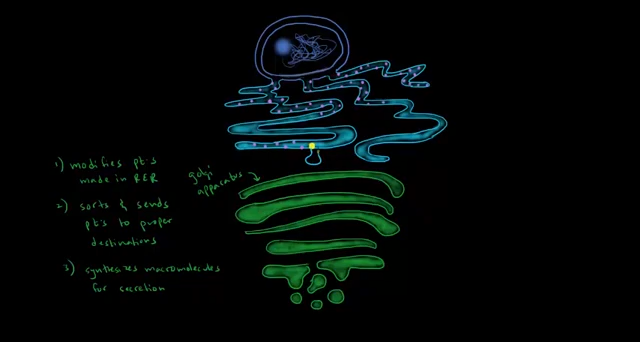 1) modifies pt's
made in RER
2) sorts & sends
pt's to proper
destinations
3) synthesizes macromolecules
for secretion
golgi
apparatus